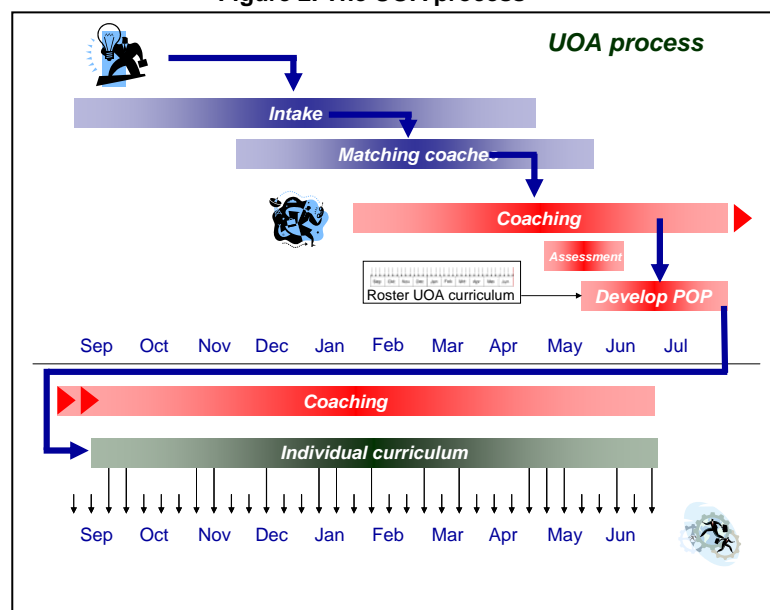 UOA process
Intake
Matching coaches
Coaching
Assessment
Roster UOA curriculum
Develop POP
Sep Oct Nov Dec Jan Feb Mar Apr May Jun Jul
Coaching
Individual curriculum
Sep Oct Nov Dec Jan Feb Mar Apr May Jun